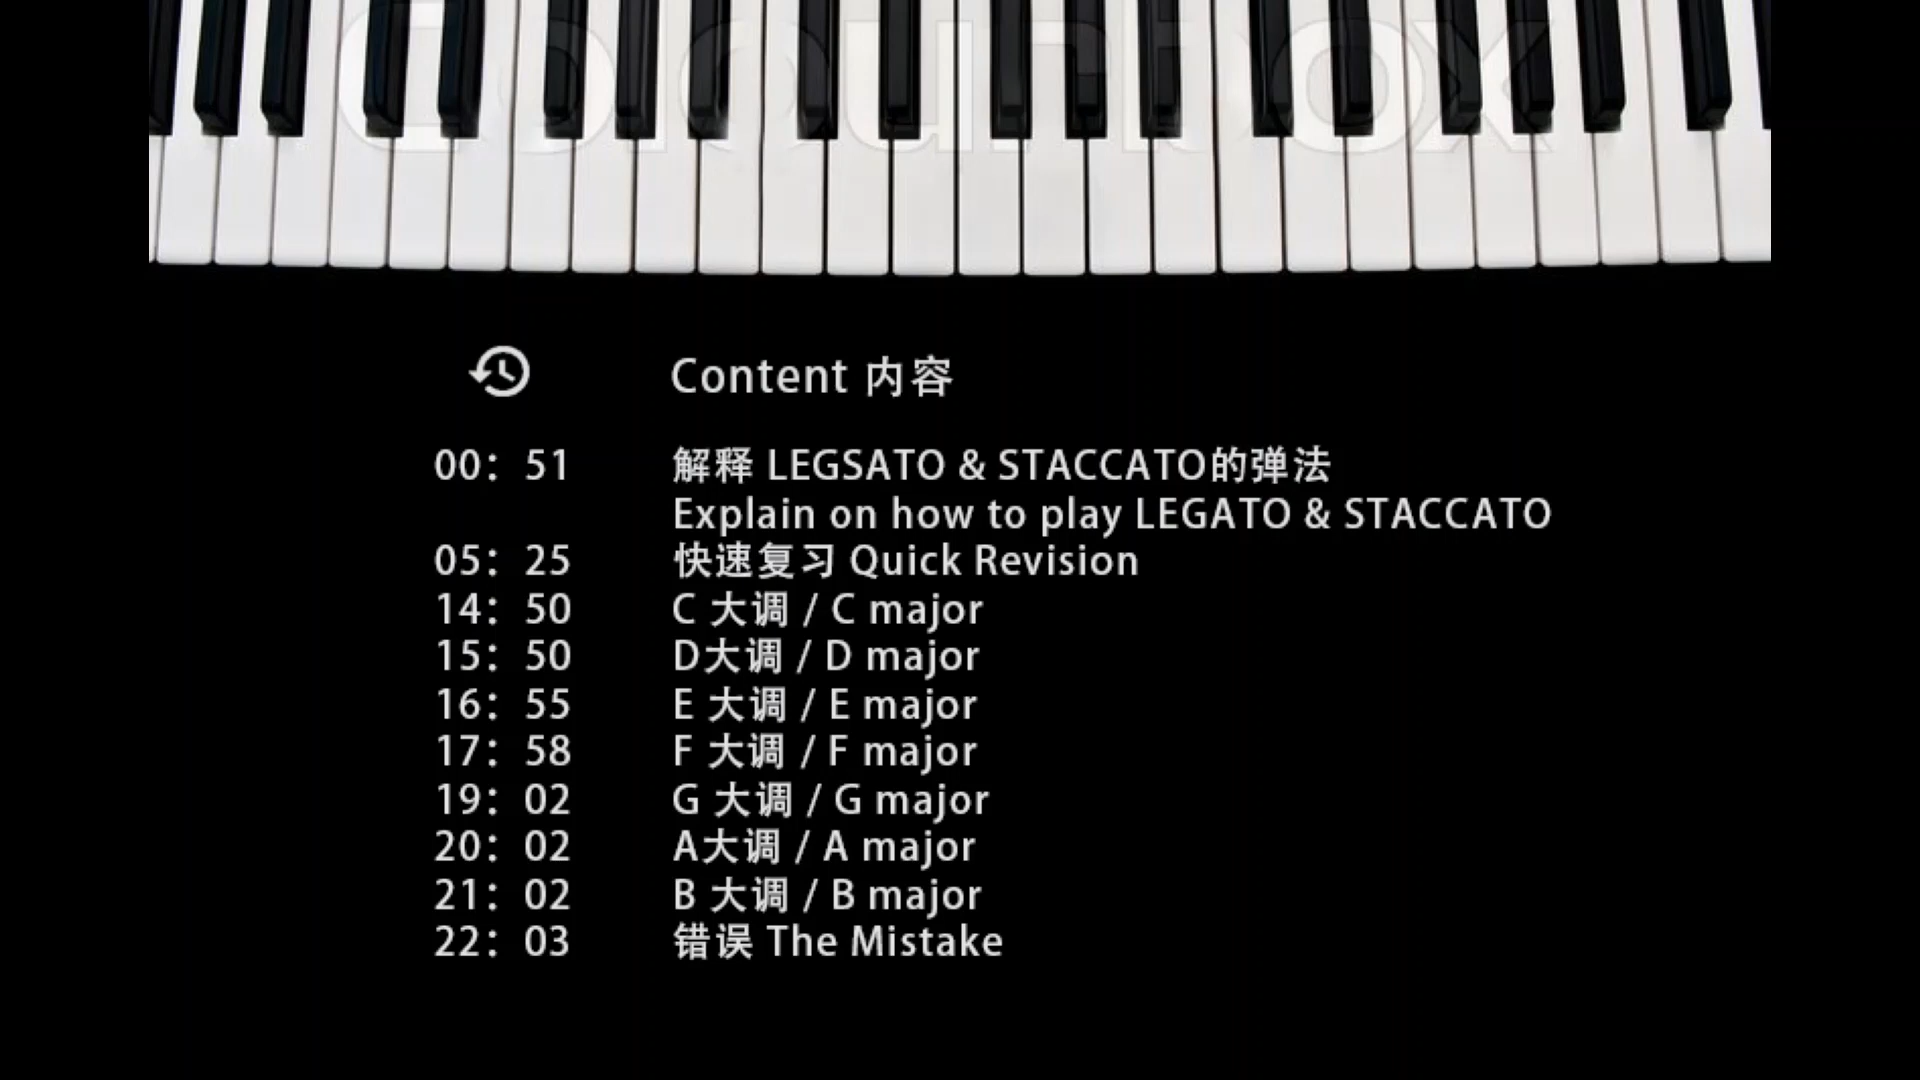 Colourbox
Content 内容
00：51 解释 LEGSATO & STACCATO的弹法
Explain on how to play LEGATO & STACCATO
05：25 快速复习 Quick Revision
14：50 C 大调 / C major
15：50 D大调 / D major
16：55 E 大调 / E major
17：58 F 大调 / F major
19：02 G 大调 / G major
20：02 A大调 / A major
21：02 B 大调 / B major
22：03 错误 The Mistake